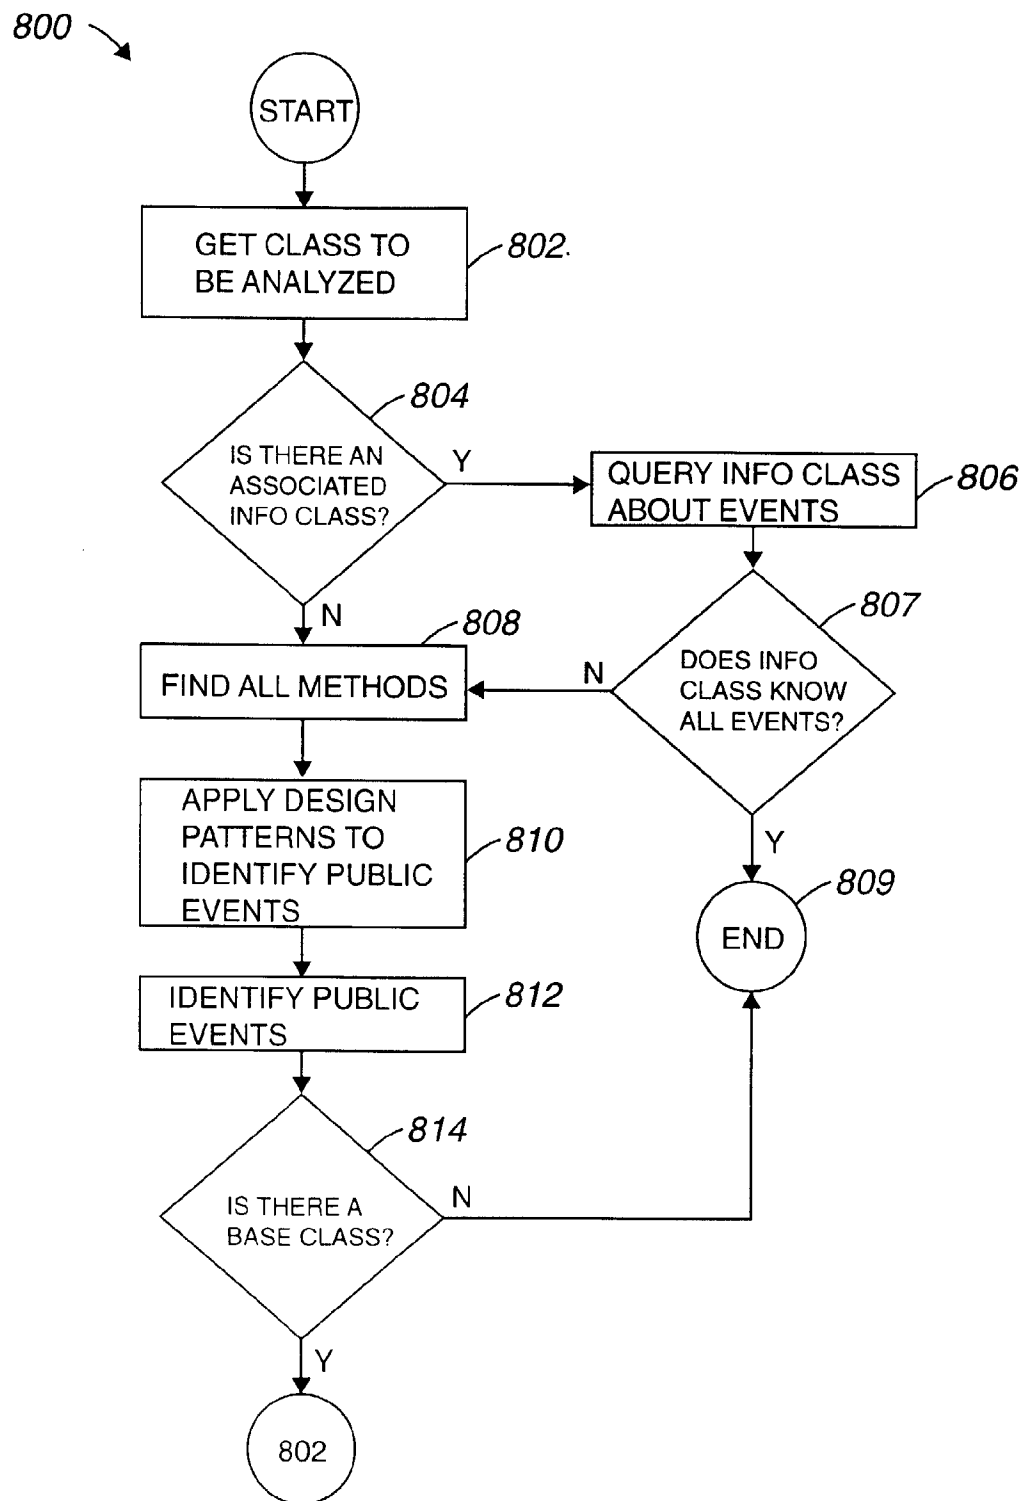 800
START
GET CLASS TO
BE ANALYZED
802.
804
IS THERE AN
ASSOCIATED
INFO CLASS?
Y
N
QUERY INFO CLASS
ABOUT EVENTS
806
807
DOES INFO
CLASS KNOW
ALL EVENTS?
N
Y
808
FIND ALL METHODS
809
END
APPLY DESIGN
PATTERNS TO
IDENTIFY PUBLIC
EVENTS
810
IDENTIFY PUBLIC
EVENTS
812
814
IS THERE A
BASE CLASS?
N
Y
802